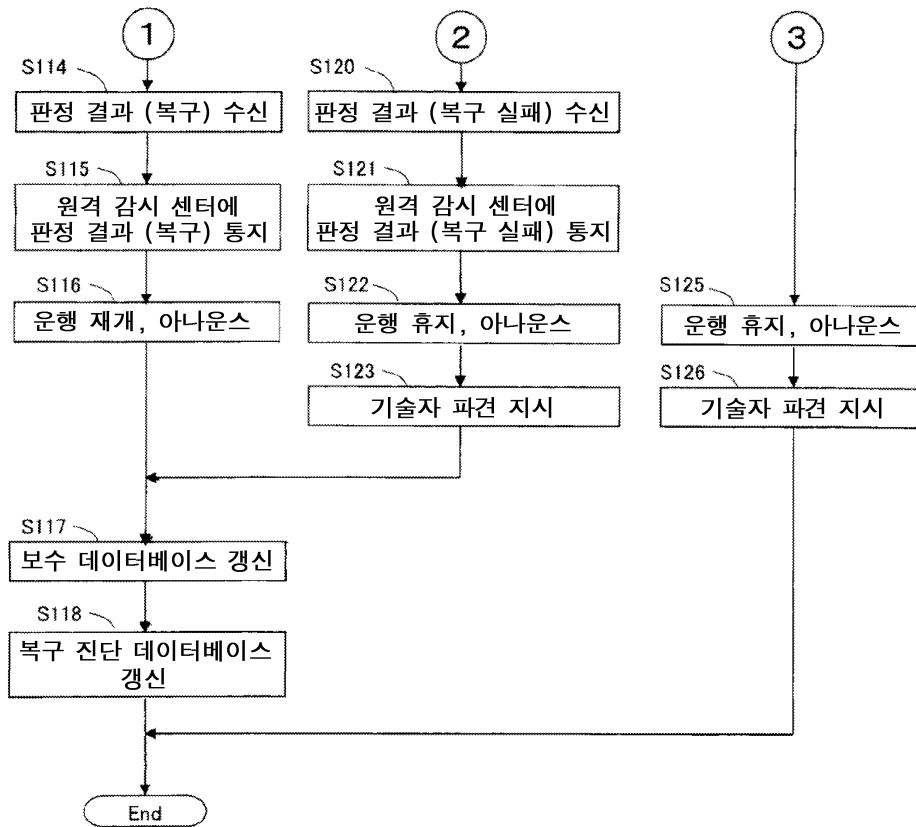 1
S114
판정 결과 (복구) 수신
S115
원격 감시 센터에
판정 결과 (복구) 통지
S116
운행 재개, 아나운스
2
S120
판정 결과 (복구 실패) 수신
S121
원격 감시 센터에
판정 결과 (복구 실패) 통지
S122
운행 휴지, 아나운스
S123
기술자 파견 지시
3
S125
운행 휴지, 아나운스
S126
기술자 파견 지시
S117
보수 데이터베이스 갱신
S118
복구 진단 데이터베이스
갱신
End